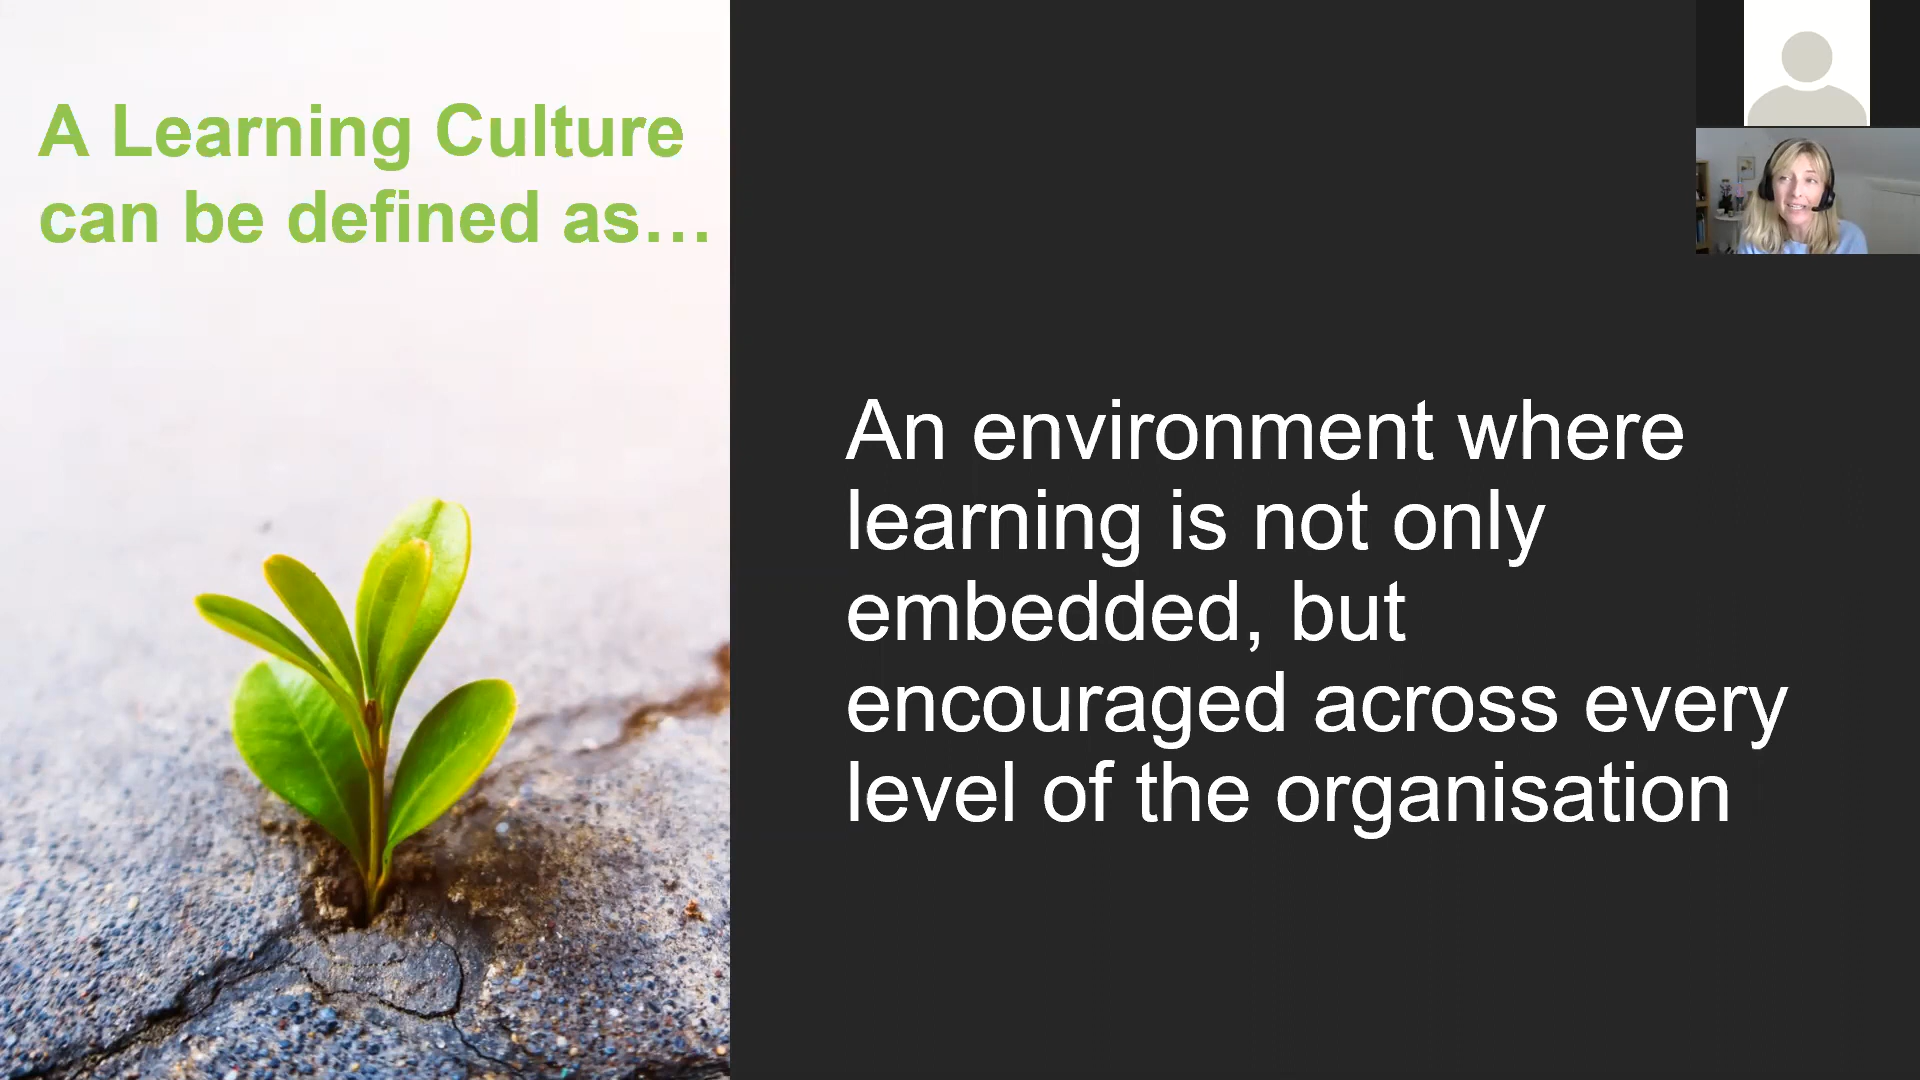 A Learning Culture
can be defined as…
An environment where
learning is not only
embedded, but
encouraged across every
level of the organisation